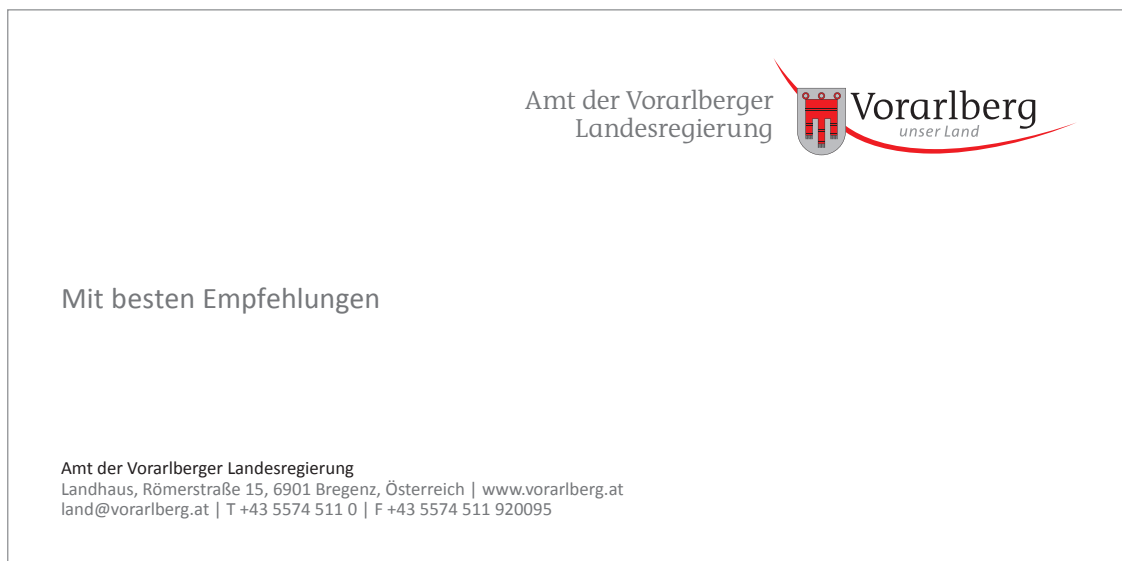 Amt der Vorarlberger
Landesregierung
Vorarlberg
unser Land
Mit besten Empfehlungen
Amt der Vorarlberger Landesregierung
Landhaus, Römerstraße 15, 6901 Bregenz, Österreich | www.vorarlberg.at
land@vorarlberg.at | T +43 5574 511 0 | F +43 5574 511 920095